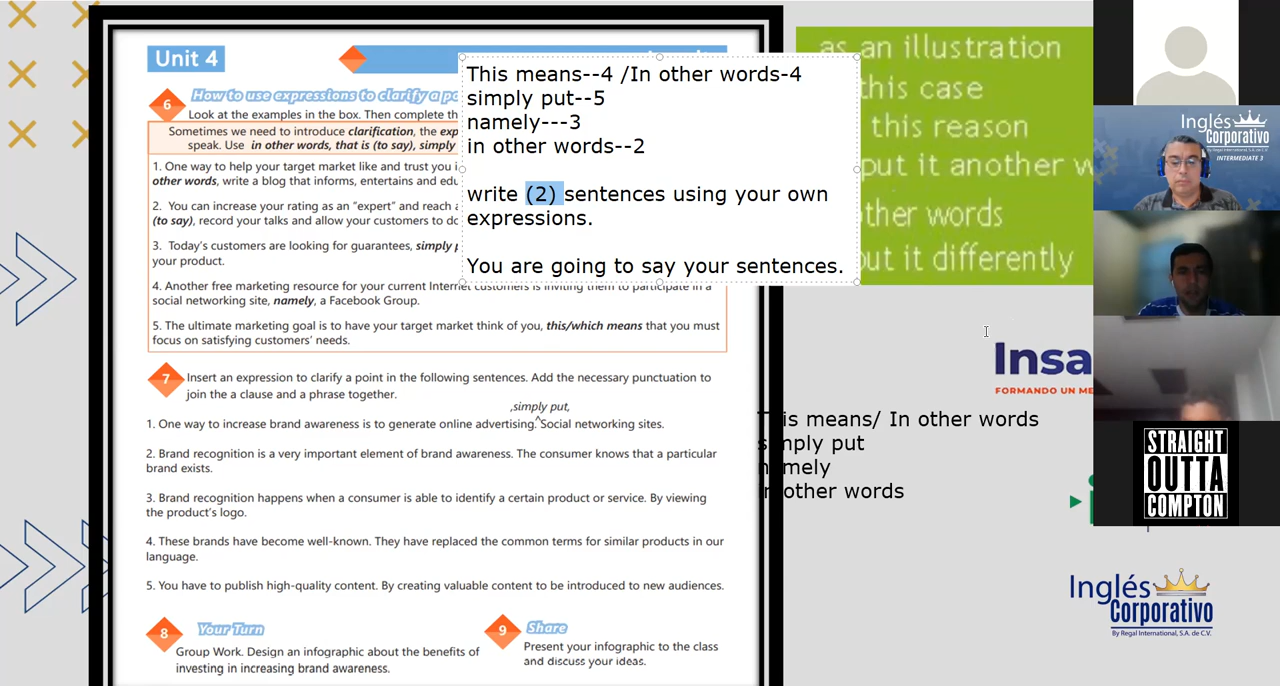 Unit 4
How to use expressions to clarify a
Look at the examples in the box. Then complete
Sometimes we need to introduce clarification, the
speak. Use in other words, that is (to say), simply
1. One way to help your target market like and trust you
other words, write a blog that informs, entertains and
2. You can increase your rating as an “expert” and reach
(to say), record your talks and allow your customers to
3. Today’s customers are looking for guarantees, simply
your product.
4. Another free marketing resource for your current Internet customers is inviting them to participate in a
social networking site, namely, a Facebook Group.
5. The ultimate marketing goal is to have your target market think of you, this/which means that you must
focus on satisfying customers’ needs.
This means--4 /In other words-4
simply put--5
namely---3
in other words--2
write (2) sentences using your own
expressions.
You are going to say your sentences.
6
7
Insert an expression to clarify a point in the following sentences. Add the necessary punctuation to
join the a clause and a phrase together.
,simply put,
1. One way to increase brand awareness is to generate online advertising.^Social networking sites.
2. Brand recognition is a very important element of brand awareness. The consumer knows that a particular
brand exists.
3. Brand recognition happens when a consumer is able to identify a certain product or service. By viewing
the product’s logo.
4. These brands have become well-known. They have replaced the common terms for similar products in our
language.
5. You have to publish high-quality content. By creating valuable content to be introduced to new audiences.
8
Your Turn
Group Work. Design an infographic about the benefits of
investing in increasing brand awareness.
9
Share
Present your infographic to the class
and discuss your ideas.
as an illustration
this case
this reason
put it another w
other words
put it differently
Insa
FORMANDO UN ME
This means/ In other words
simply put
namely
in other words
Inglés
Corporativo
By Regal International, S.A. de C.V.
INTERMEDIATE 3
STRAIGHT
OUTTA
COMPTON
Inglés
Corporativo
By Regal International, S.A. de C.V.